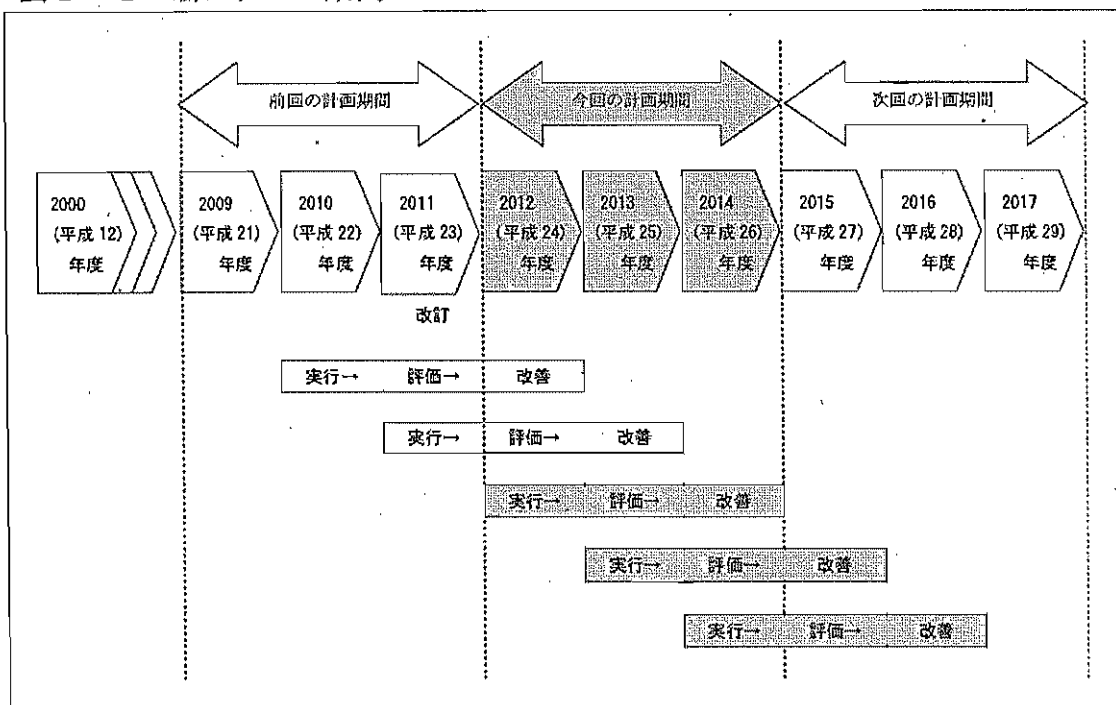 前回の計画期間
今回の計画期間
次回の計画期間
2000
(平成 12)
年度
2009
(平成 21)
年度
2010
(平成 22)
年度
2011
(平成 23)
年度
2012
(平成 24)
年度
2013
(平成 25)
年度
2014
(平成 26)
年度
2015
(平成 27)
年度
2016
(平成 28)
年度
2017
(平成 29)
年度
改訂
実行→ 評価→ 改善
実行→ 評価→ 改善
実行→ 評価→ 改善
実行→ 評価→ 改善
実行→ 評価→ 改善